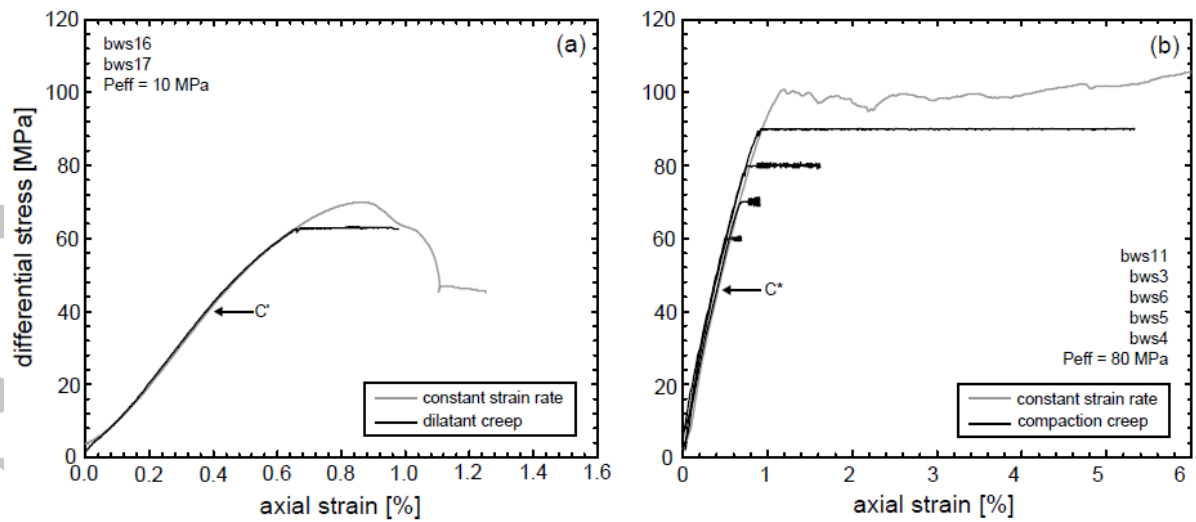 120
100
80
60
40
20
0
differential stress [MPa]
bws16
bws17
Peff = 10 MPa
(a)
C'
constant strain rate
dilatant creep
0.0 0.2 0.4 0.6 0.8 1.0 1.2 1.4 1.6
axial strain [%]
120
100
80
60
40
20
0
(b)
C*
bws11
bws3
bws6
bws5
bws4
Peff = 80 MPa
constant strain rate
compaction creep
0 1 2 3 4 5 6
axial strain [%]